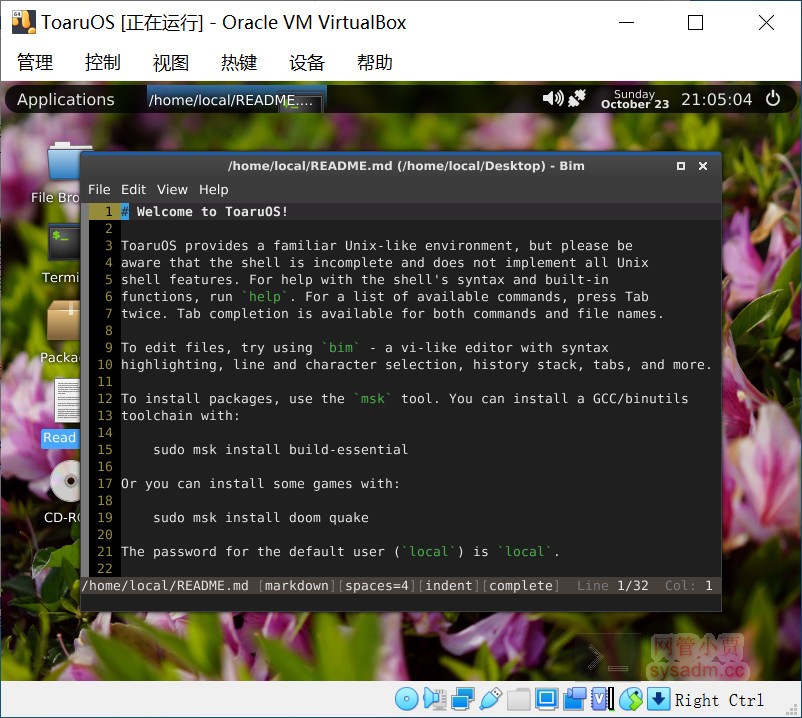 ToaruOS [正在运行] - Oracle VM VirtualBox
管理 控制 视图 热键 设备 帮助
Applications /home/local/README.... Sunday October 23 21:05:04
/home/local/README.md (/home/local/Desktop) - Bim
File Edit View Help
1 # Welcome to ToaruOS!
2
3 ToaruOS provides a familiar Unix-like environment, but please be
4 aware that the shell is incomplete and does not implement all Unix
5 shell features. For help with the shell's syntax and built-in
6 functions, run `help`. For a list of available commands, press Tab
7 twice. Tab completion is available for both commands and file names.
8
9 To edit files, try using `bim` - a vi-like editor with syntax
10 highlighting, line and character selection, history stack, tabs, and more.
11
12 To install packages, use the `msk` tool. You can install a GCC/binutils
13 toolchain with:
14
15 sudo msk install build-essential
16
17 Or you can install some games with:
18
19 sudo msk install doom quake
20
21 The password for the default user (`local`) is `local`.
22
/home/local/README.md [markdown][spaces=4][indent][complete] Line 1/32 Col: 1
File Bro
Termi
Packa
Read
CD-RO
网管小贾
sysadm.cc
Right Ctrl